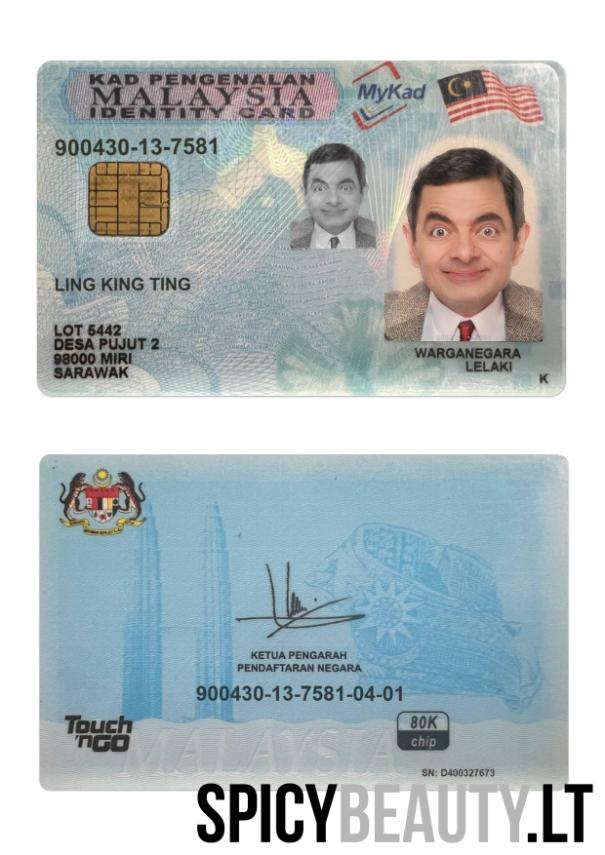 KAD PENGENALAN
MALAYSIA
IDENTITY CARD
MyKad
900430-13-7581
LING KING TING
LOT 5442
DESA PUJUT 2
98000 MIRI
SARAWAK
WARGANEGARA
LELAKI
K
KETUA PENGARAH
PENDAFTARAN NEGARA
900430-13-7581-04-01
Touch
'nGO
80K
chip
MALAYSIA
SN: D400327673
SPICYBEAUTY.LT